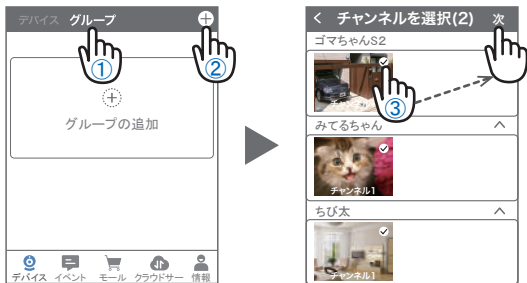 デバイス グループ
①
②
グループの追加
デバイス イベント モール クラウドサー 情報
チャンネルを選択(2) 次
ゴマちゃんS2
チャ
③
みてるちゃん
チャンネル1
ちび太
チャンネル1